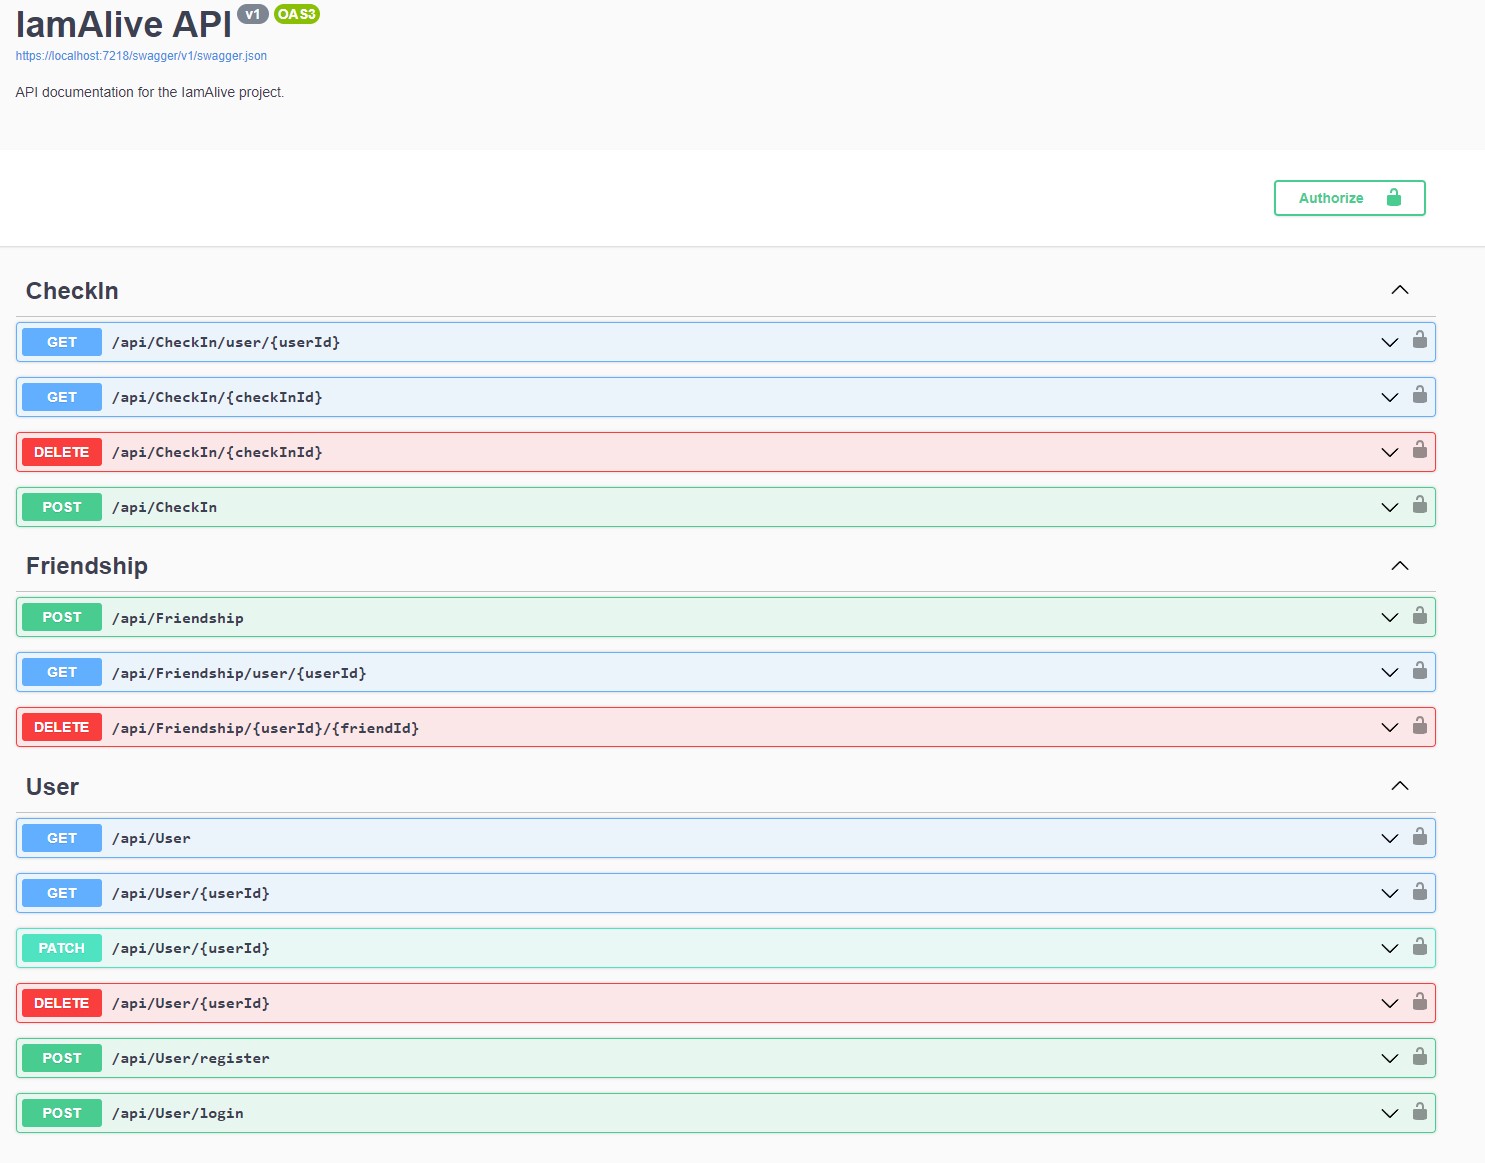 IamAlive API v1 OAS3
https://localhost:7218/swagger/v1/swagger.json
API documentation for the IamAlive project.
Authorize
CheckIn
GET /api/CheckIn/user/{userId}
GET /api/CheckIn/{checkInId}
DELETE /api/CheckIn/{checkInId}
POST /api/CheckIn
Friendship
POST /api/Friendship
GET /api/Friendship/user/{userId}
DELETE /api/Friendship/{userId}/{friendId}
User
GET /api/User
GET /api/User/{userId}
PATCH /api/User/{userId}
DELETE /api/User/{userId}
POST /api/User/register
POST /api/User/login